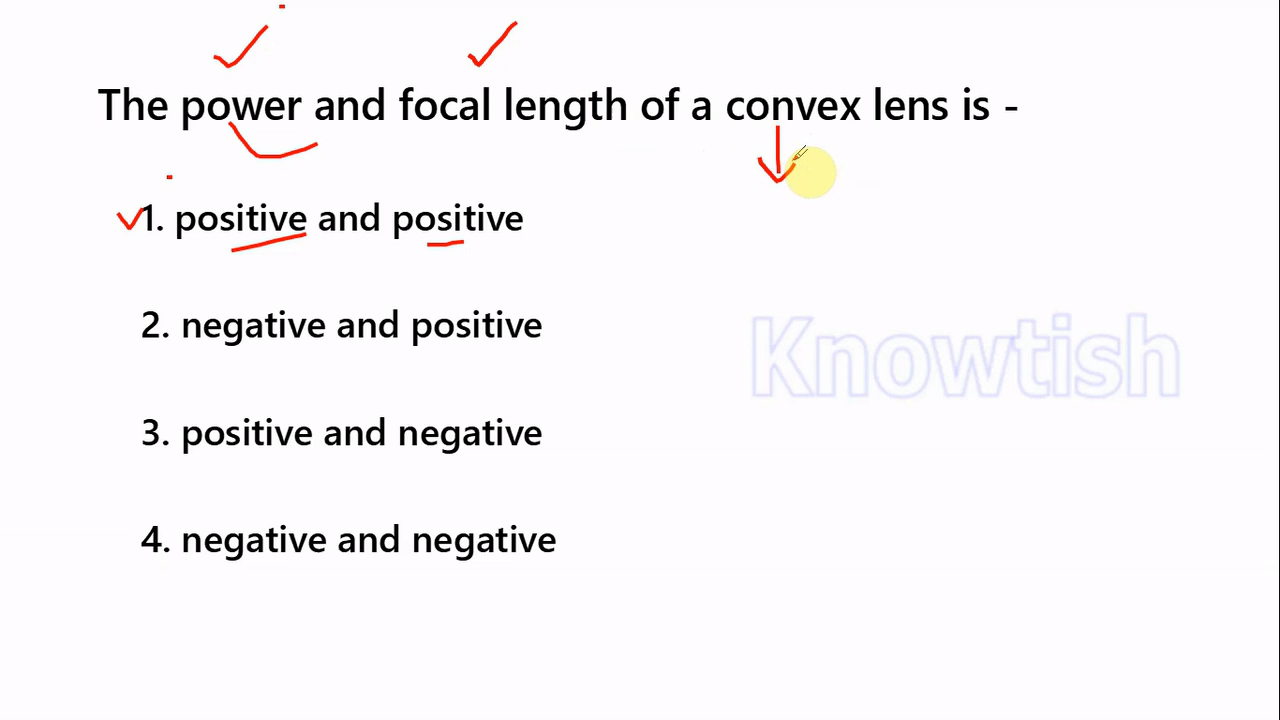 The power and focal length of a convex lens is -
1. positive and positive
2. negative and positive
Knowtish
3. positive and negative
4. negative and negative